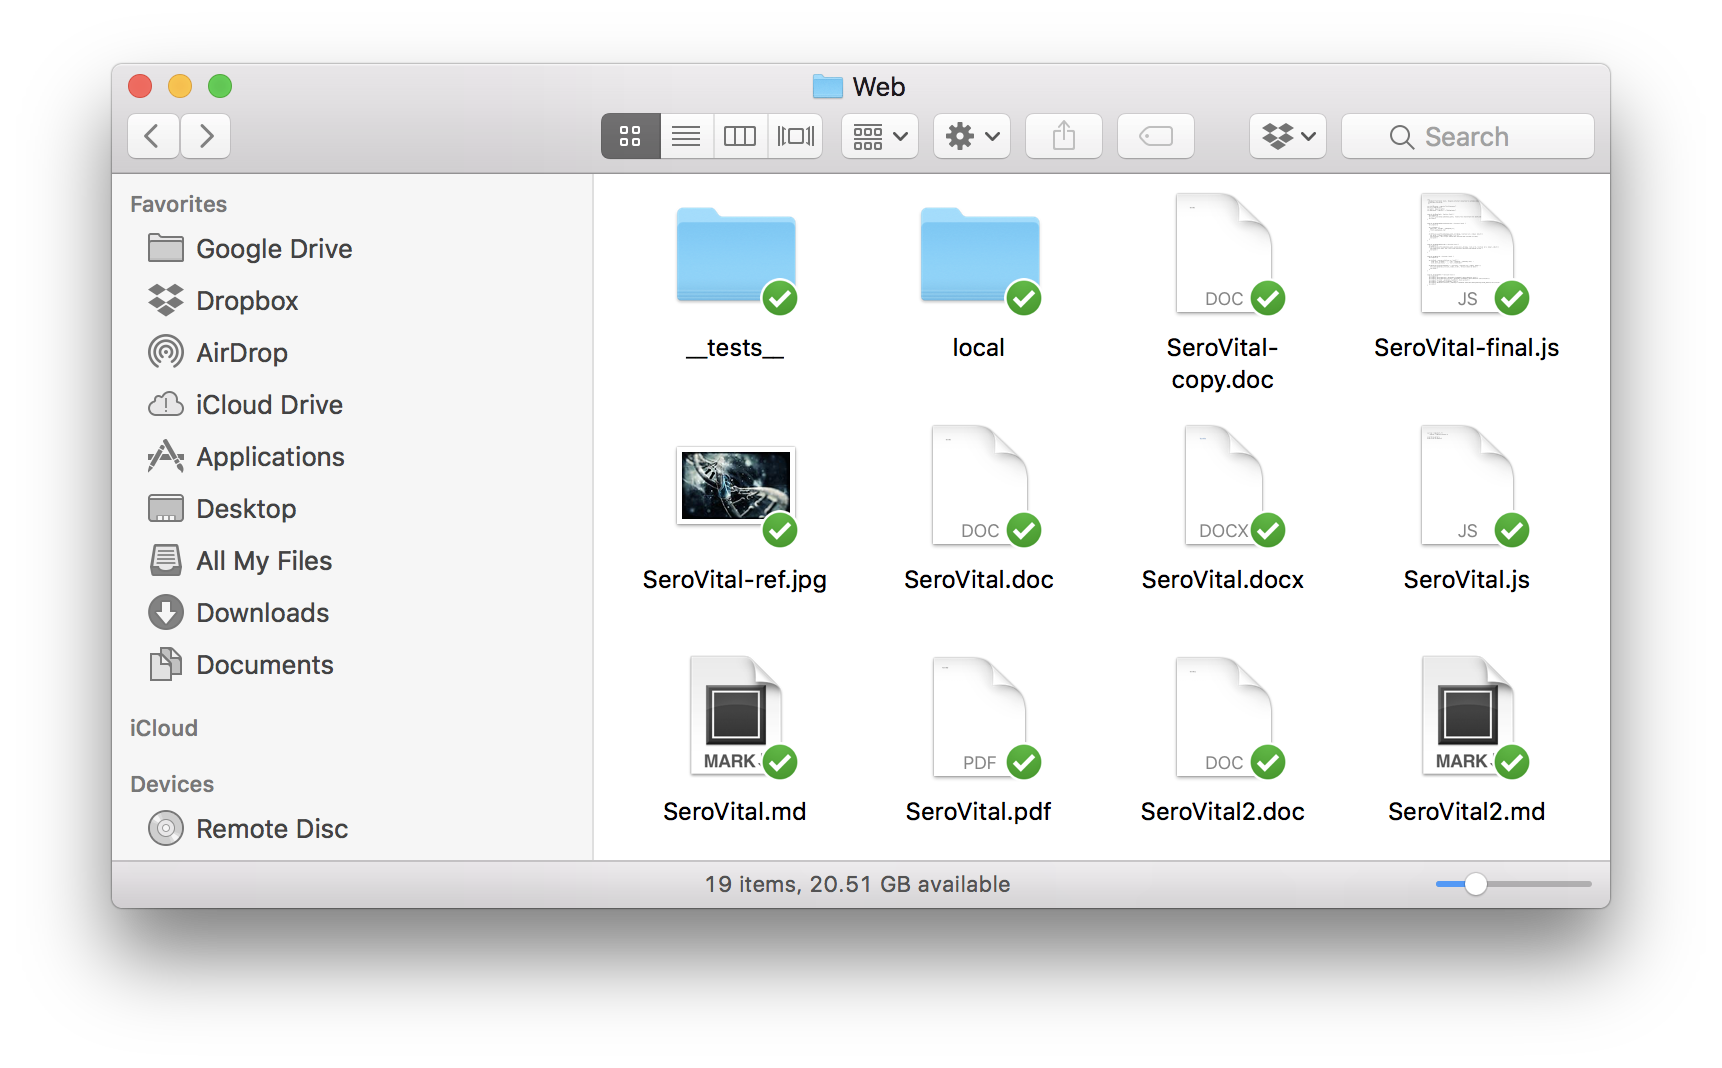 Web
Search
Favorites
Google Drive
Dropbox
AirDrop
iCloud Drive
Applications
Desktop
All My Files
Downloads
Documents
iCloud
Devices
Remote Disc
DOC
JS
__tests__
local
SeroVital-
copy.doc
SeroVital-final.js
DOC
DOCX
JS
SeroVital-ref.jpg
SeroVital.doc
SeroVital.docx
SeroVital.js
MARK
PDF
DOC
MARK
SeroVital.md
SeroVital.pdf
SeroVital2.doc
SeroVital2.md
19 items, 20.51 GB available